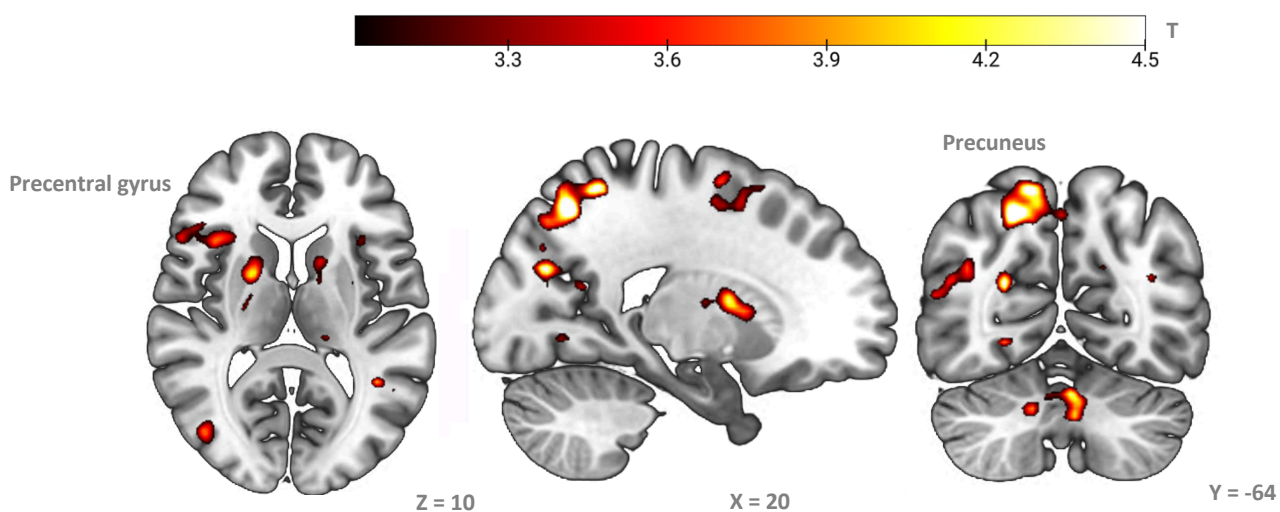 T
3.3 3.6 3.9 4.2 4.5
Precentral gyrus
Precuneus
Z = 10
X = 20
Y = -64